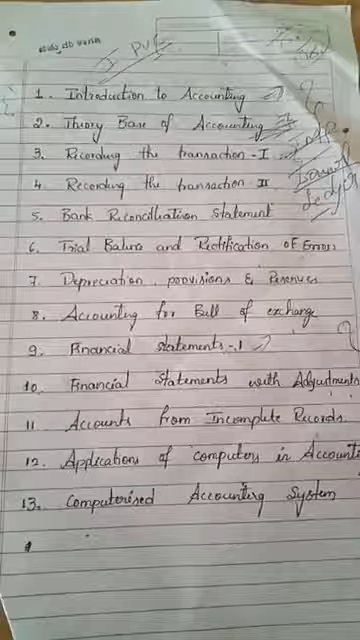 PU
1. Introduction to Accounting
2. Theory Base of Accounting
3. Recording the transaction - I
4. Recording the transaction II
5. Bank Reconciliation Statement
6. Trial Balance and Rectification of Errors
7. Depreciation, provisions & Reserves
8. Accounting for Bill of exchange
9. Financial statements - 1
10. Financial Statements with Adjustments
11 Accounts from Incomplete Records
12. Applications of computers in Accounti
13. Computerised Accounting System